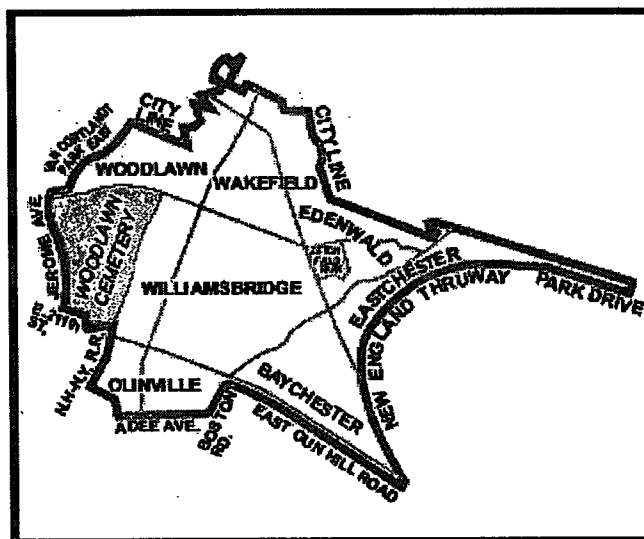 CITY
LINE
VAN CORTLANDT
PARK EAST
CITY LINE
WOODLAWN
WAKEFIELD
JEROME AVE.
WOODLAWN
CEMETERY
EDENWALD
EASTCHESTER
WILLIAMSBRIDGE
NEW ENGLAND THRUWAY
PARK DRIVE
N.H-N.Y. R.R.
OLINVILLE
BAYCHESTER
ADEE AVE.
BOSTON
RD.
EAST GUN HILL ROAD